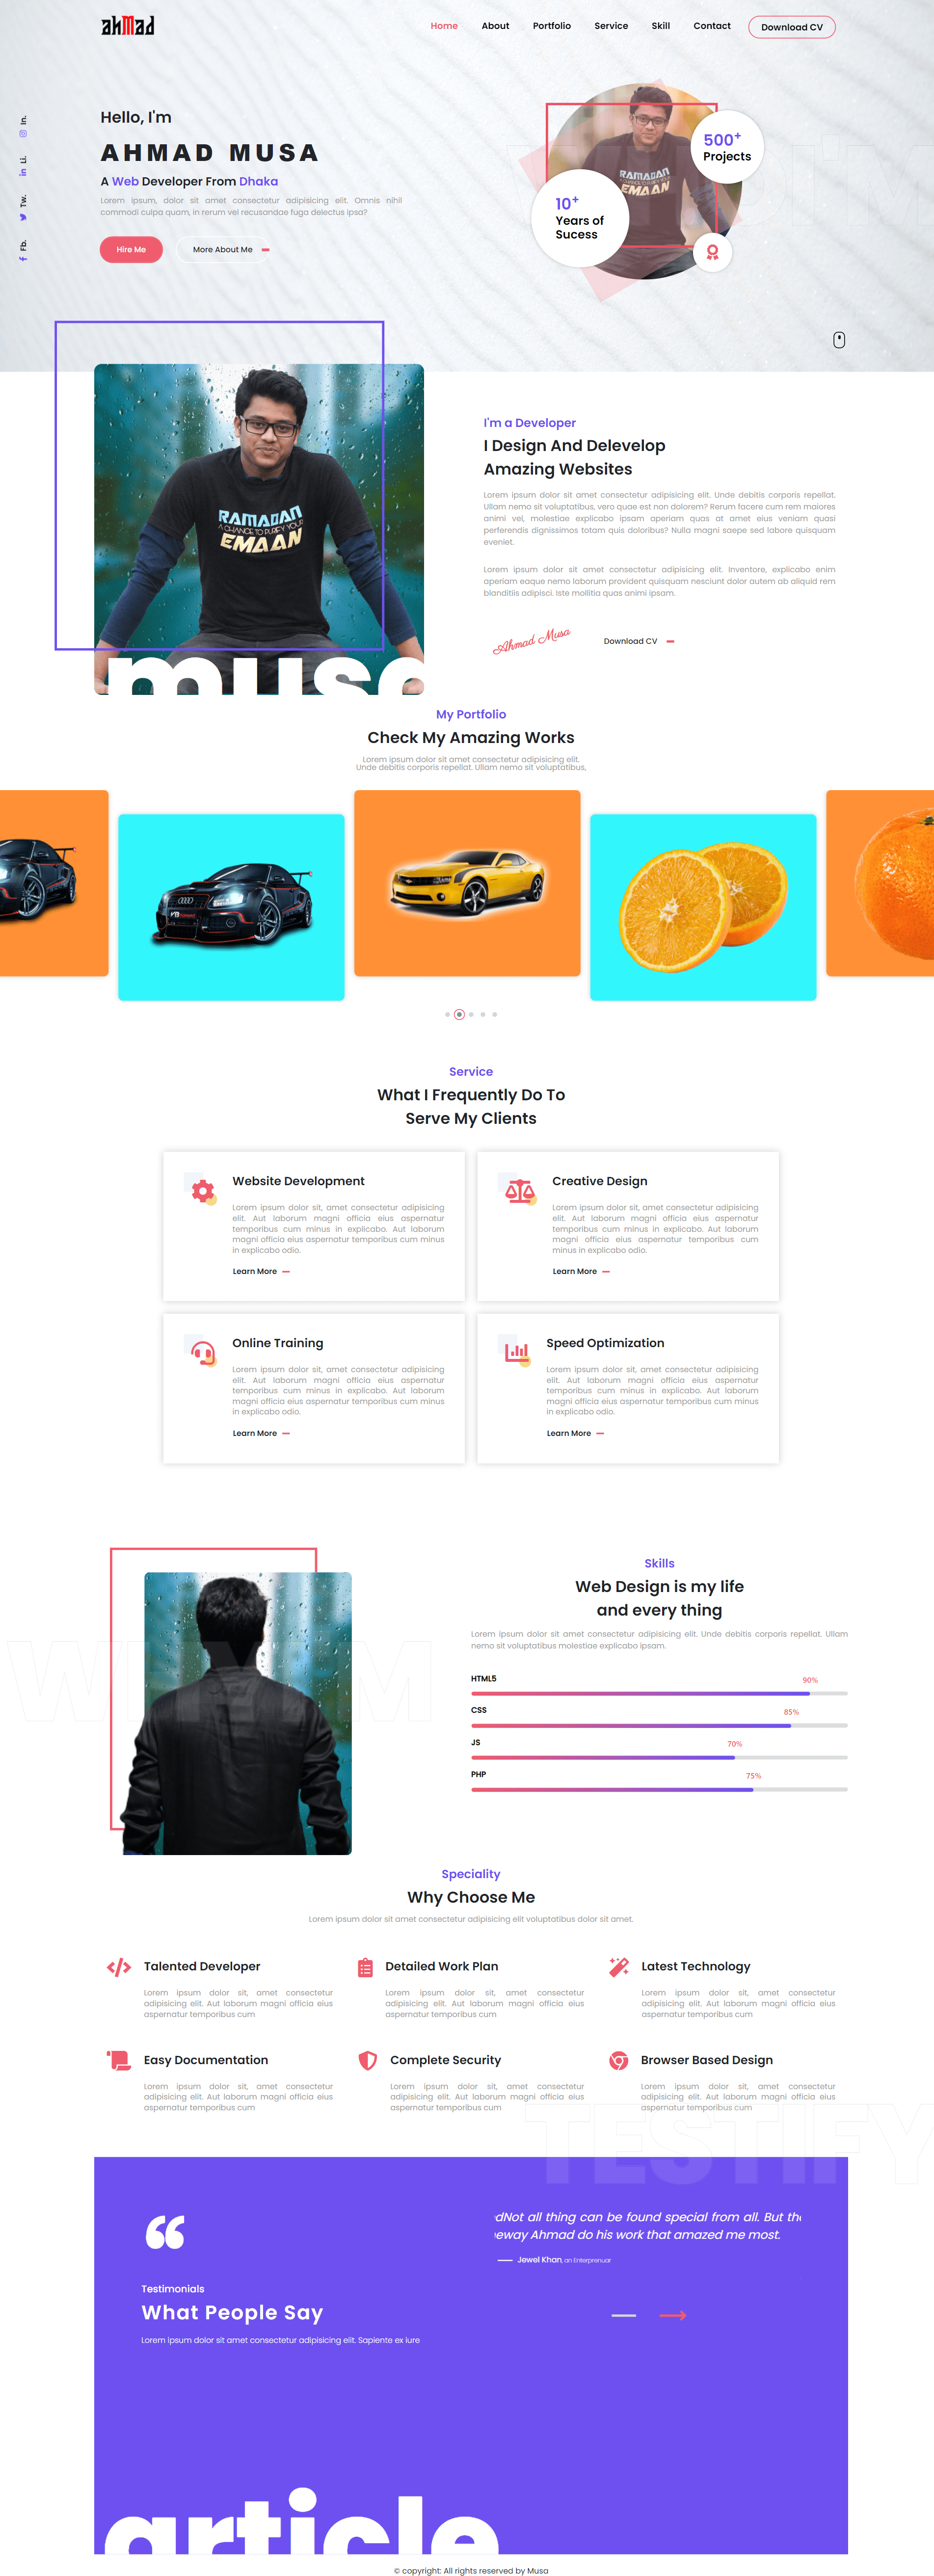 ahmad
Home About Portfolio Service Skill Contact Download CV
In.
Li.
Tw.
Fb.
Hello, I'm
AHMAD MUSA
A Web Developer From Dhaka
Lorem ipsum, dolor sit amet consectetur adipisicing elit. Omnis nihil
commodi culpa quam, in rerum vel recusandae fuga delectus ipsa?
Hire Me
More About Me
500+
Projects
10+
Years of
Sucess
RAMADAN
A CHANCE TO PURIFY YOUR
EMAAN
musa
I'm a Developer
I Design And Delevelop
Amazing Websites
Lorem ipsum dolor sit amet consectetur adipisicing elit. Unde debitis corporis repellat.
Ullam nemo sit voluptatibus, vero quae est non dolorem? Rerum facere cum rem maiores
animi vel, molestiae explicabo ipsam aperiam quas at amet eius veniam quasi
perferendis dignissimos totam quis doloribus? Nulla magni saepe sed labore quisquam
eveniet.
Lorem ipsum dolor sit amet consectetur adipisicing elit. Inventore, explicabo enim
aperiam eaque nemo laborum provident quisquam nesciunt dolor autem ab aliquid rem
blanditiis adipisci. Iste mollitia quas animi ipsam.
Ahmad Musa
Download CV
My Portfolio
Check My Amazing Works
Lorem ipsum dolor sit amet consectetur adipisicing elit.
Unde debitis corporis repellat. Ullam nemo sit voluptatibus,
Service
What I Frequently Do To
Serve My Clients
Website Development
Lorem ipsum dolor sit, amet consectetur adipisicing
elit. Aut laborum magni officia eius aspernatur
temporibus cum minus in explicabo. Aut laborum
magni officia eius aspernatur temporibus cum minus
in explicabo odio.
Learn More
Creative Design
Lorem ipsum dolor sit, amet consectetur adipisicing
elit. Aut laborum magni officia eius aspernatur
temporibus cum minus in explicabo. Aut laborum
magni officia eius aspernatur temporibus cum
minus in explicabo odio.
Learn More
Online Training
Lorem ipsum dolor sit, amet consectetur adipisicing
elit. Aut laborum magni officia eius aspernatur
temporibus cum minus in explicabo. Aut laborum
magni officia eius aspernatur temporibus cum minus
in explicabo odio.
Learn More
Speed Optimization
Lorem ipsum dolor sit, amet consectetur adipisicing
elit. Aut laborum magni officia eius aspernatur
temporibus cum minus in explicabo. Aut laborum
magni officia eius aspernatur temporibus cum minus
in explicabo odio.
Learn More
Skills
Web Design is my life
and every thing
Lorem ipsum dolor sit amet consectetur adipisicing elit. Unde debitis corporis repellat. Ullam
nemo sit voluptatibus molestiae explicabo ipsam.
HTML5 90%
CSS 85%
JS 70%
PHP 75%
Speciality
Why Choose Me
Lorem ipsum dolor sit amet consectetur adipisicing elit voluptatibus dolor sit amet.
Talented Developer
Lorem ipsum dolor sit, amet consectetur
adipisicing elit. Aut laborum magni officia eius
aspernatur temporibus cum
Detailed Work Plan
Lorem ipsum dolor sit, amet consectetur
adipisicing elit. Aut laborum magni officia eius
aspernatur temporibus cum
Latest Technology
Lorem ipsum dolor sit, amet consectetur
adipisicing elit. Aut laborum magni officia eius
aspernatur temporibus cum
Easy Documentation
Lorem ipsum dolor sit, amet consectetur
adipisicing elit. Aut laborum magni officia eius
aspernatur temporibus cum
Complete Security
Lorem ipsum dolor sit, amet consectetur
adipisicing elit. Aut laborum magni officia eius
aspernatur temporibus cum
Browser Based Design
Lorem ipsum dolor sit, amet consectetur
adipisicing elit. Aut laborum magni officia eius
aspernatur temporibus cum
TESTIFY
Testimonials
What People Say
Lorem ipsum dolor sit amet consectetur adipisicing elit. Sapiente ex iure
dNot all thing can be found special from all. But the
eway Ahmad do his work that amazed me most.
Jewel Khan, an Enterprenuar
article
© copyright: All rights reserved by Musa